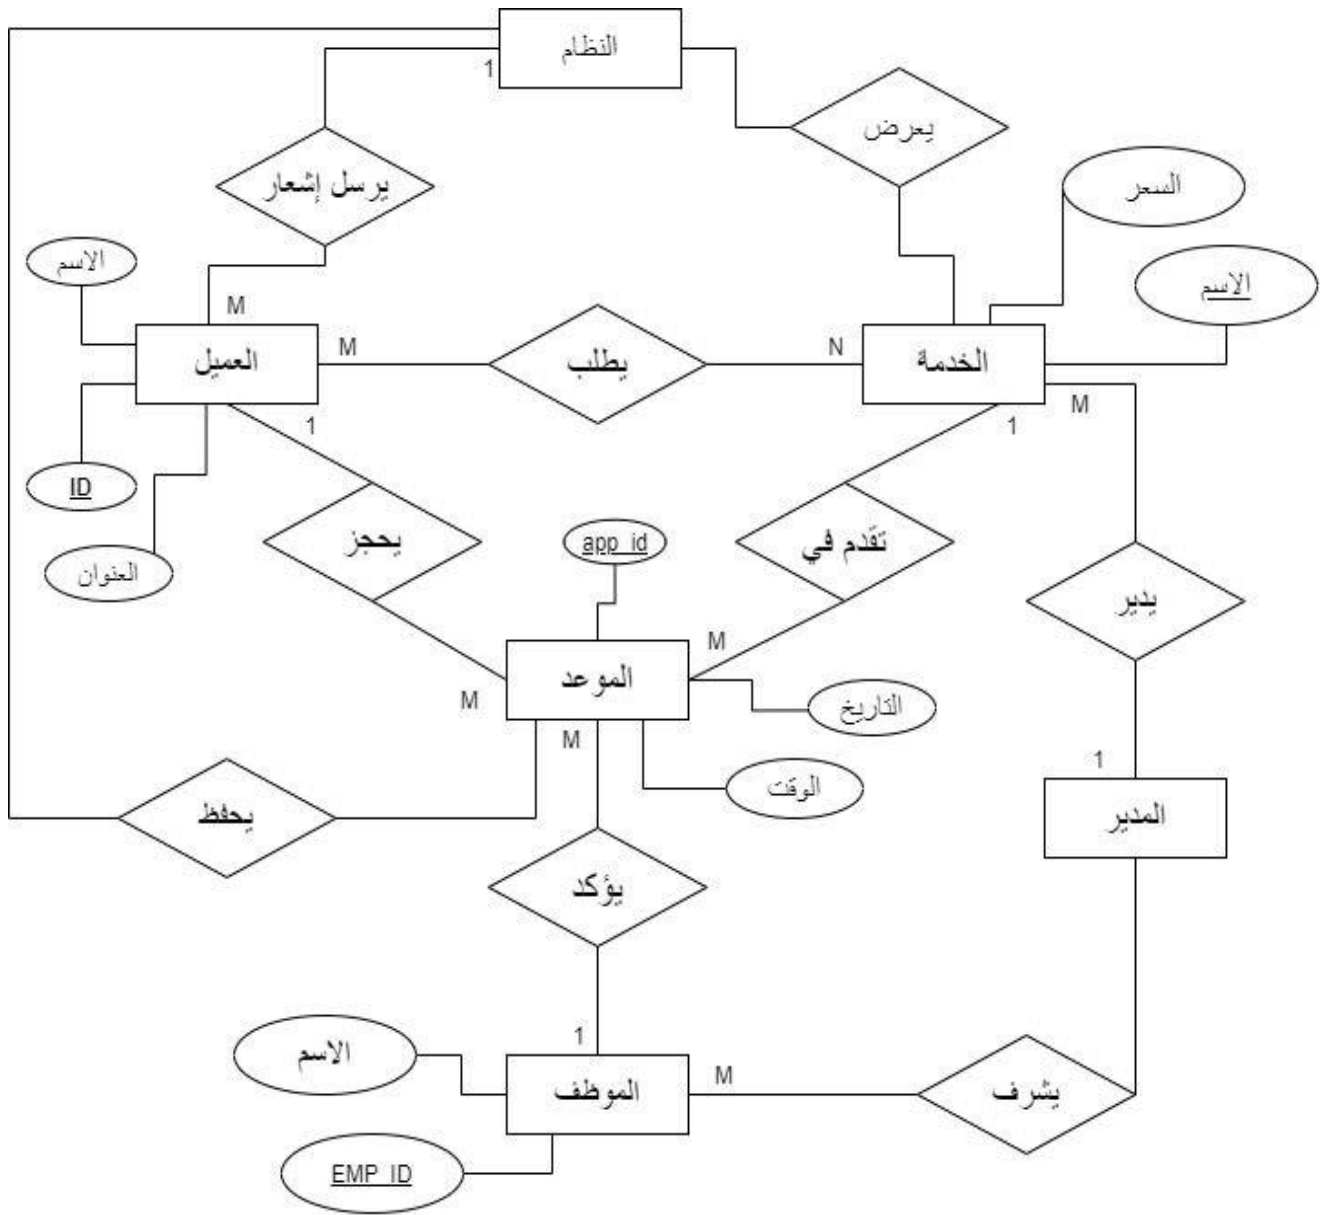 النظام
1
يعرض
يرسل إشعار
السعر
الاسم
الاسم
M
العميل
M
يطلب
N
الخدمة
M
1
1
ID
العنوان
يحجز
app_id
تقدم في
يدير
M
الموعد
M
M
التاريخ
الوقت
1
المدير
يحفظ
يؤكد
1
الاسم
الموظف
M
يشرف
EMP_ID